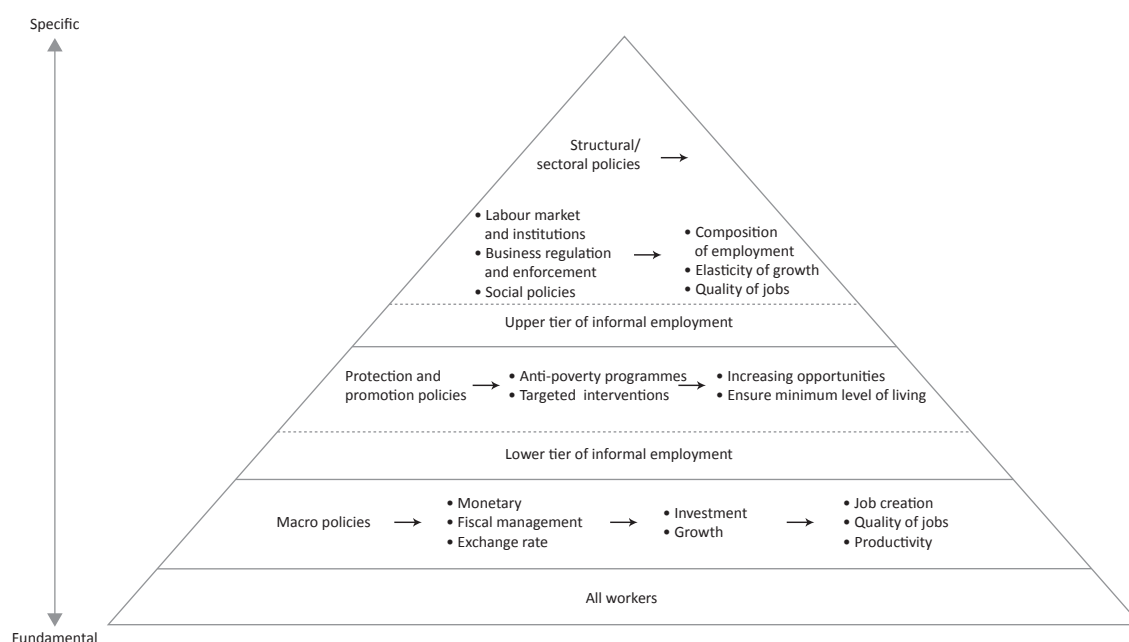 Specific
Structural/
sectoral policies
• Labour market
and institutions
• Business regulation
and enforcement
• Social policies
• Composition
of employment
• Elasticity of growth
• Quality of jobs
Upper tier of informal employment
Protection and
promotion policies
• Anti-poverty programmes
• Targeted interventions
• Increasing opportunities
• Ensure minimum level of living
Lower tier of informal employment
Macro policies
• Monetary
• Fiscal management
• Exchange rate
• Investment
• Growth
• Job creation
• Quality of jobs
• Productivity
All workers
Fundamental